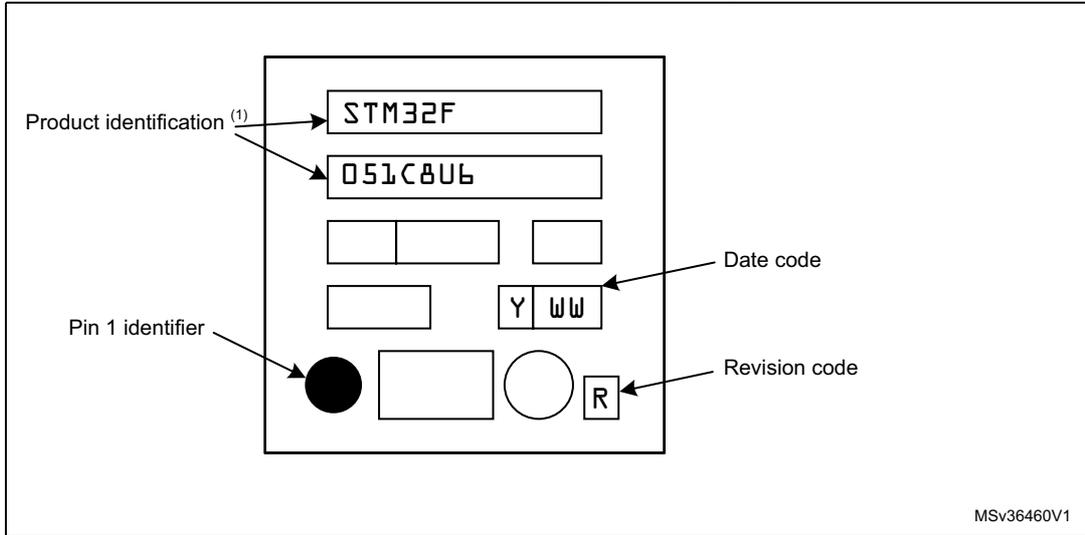 STM32F
Product identification (1)
051C8U6
Date code
Y WW
Pin 1 identifier
Revision code
R
MSv36460V1